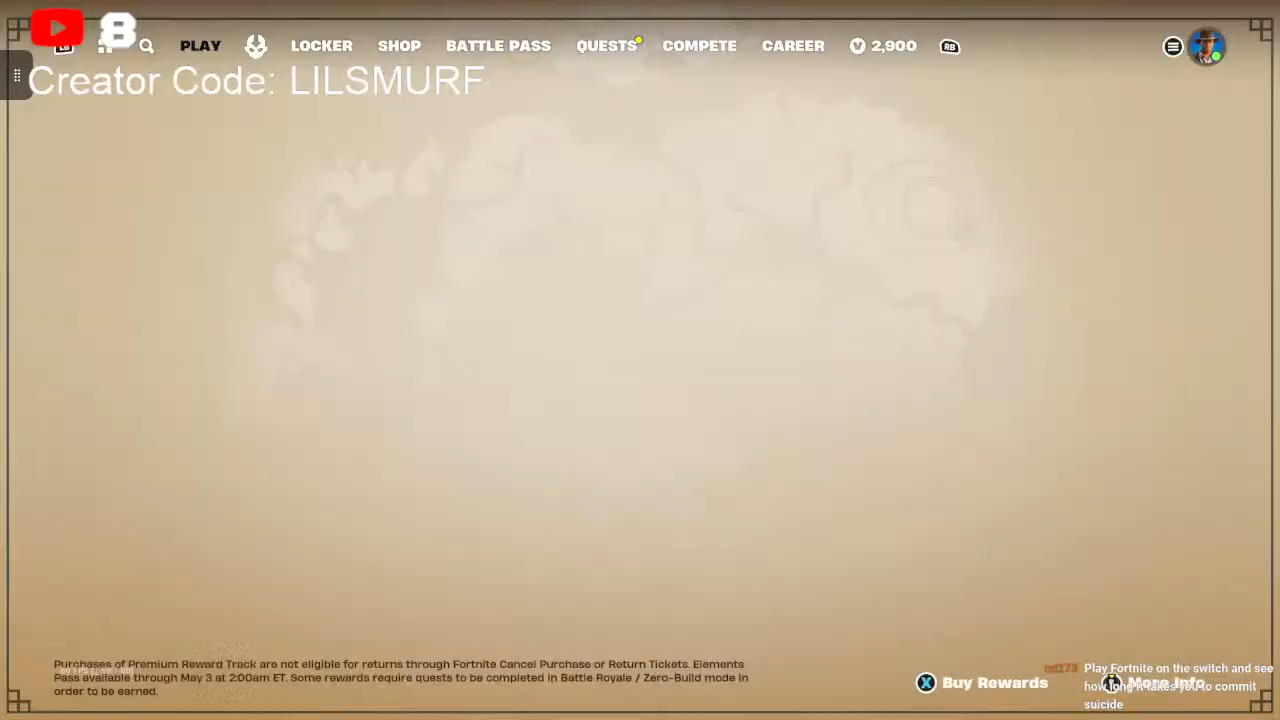 8
LB PLAY LOCKER SHOP BATTLE PASS QUESTS COMPETE CAREER V 2,900 RB
Creator Code: LILSMURF
Purchases of Premium Reward Track are not eligible for returns through Fortnite Cancel Purchase or Return Tickets. Elements
Pass available through May 3 at 2:00am ET. Some rewards require quests to be completed in Battle Royale / Zero-Build mode in
order to be earned.
X Buy Rewards
More Info
Play Fortnite on the switch and see
how long it takes you to commit
suicide